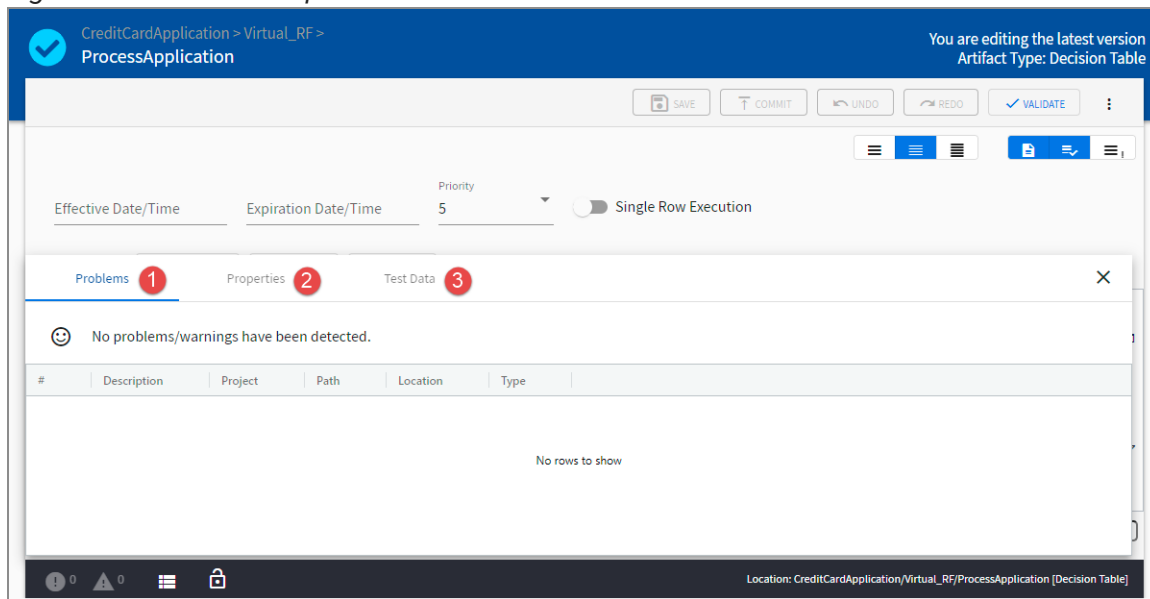 CreditCardApplication > Virtual_RF >
ProcessApplication
You are editing the latest version
Artifact Type: Decision Table
SAVE COMMIT UNDO REDO VALIDATE
Priority
Effective Date/Time Expiration Date/Time 5 Single Row Execution
Problems 1 Properties 2 Test Data 3
No problems/warnings have been detected.
# Description Project Path Location Type
No rows to show
0 0 Location: CreditCardApplication/Virtual_RF/ProcessApplication [Decision Table]